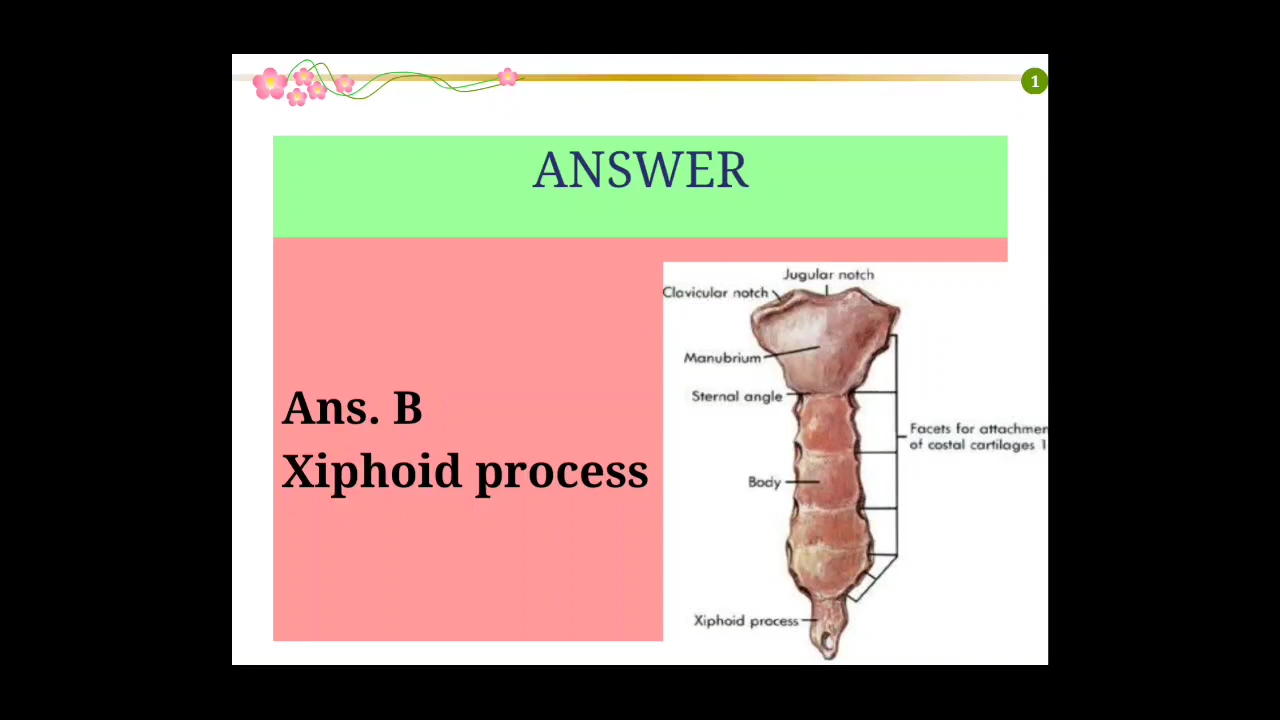 1
ANSWER
Ans. B
Xiphoid process
Jugular notch
Clavicular notch
Manubrium
Sternal angle
Facets for attachmen
of costal cartilages 1
Body
Xiphoid process